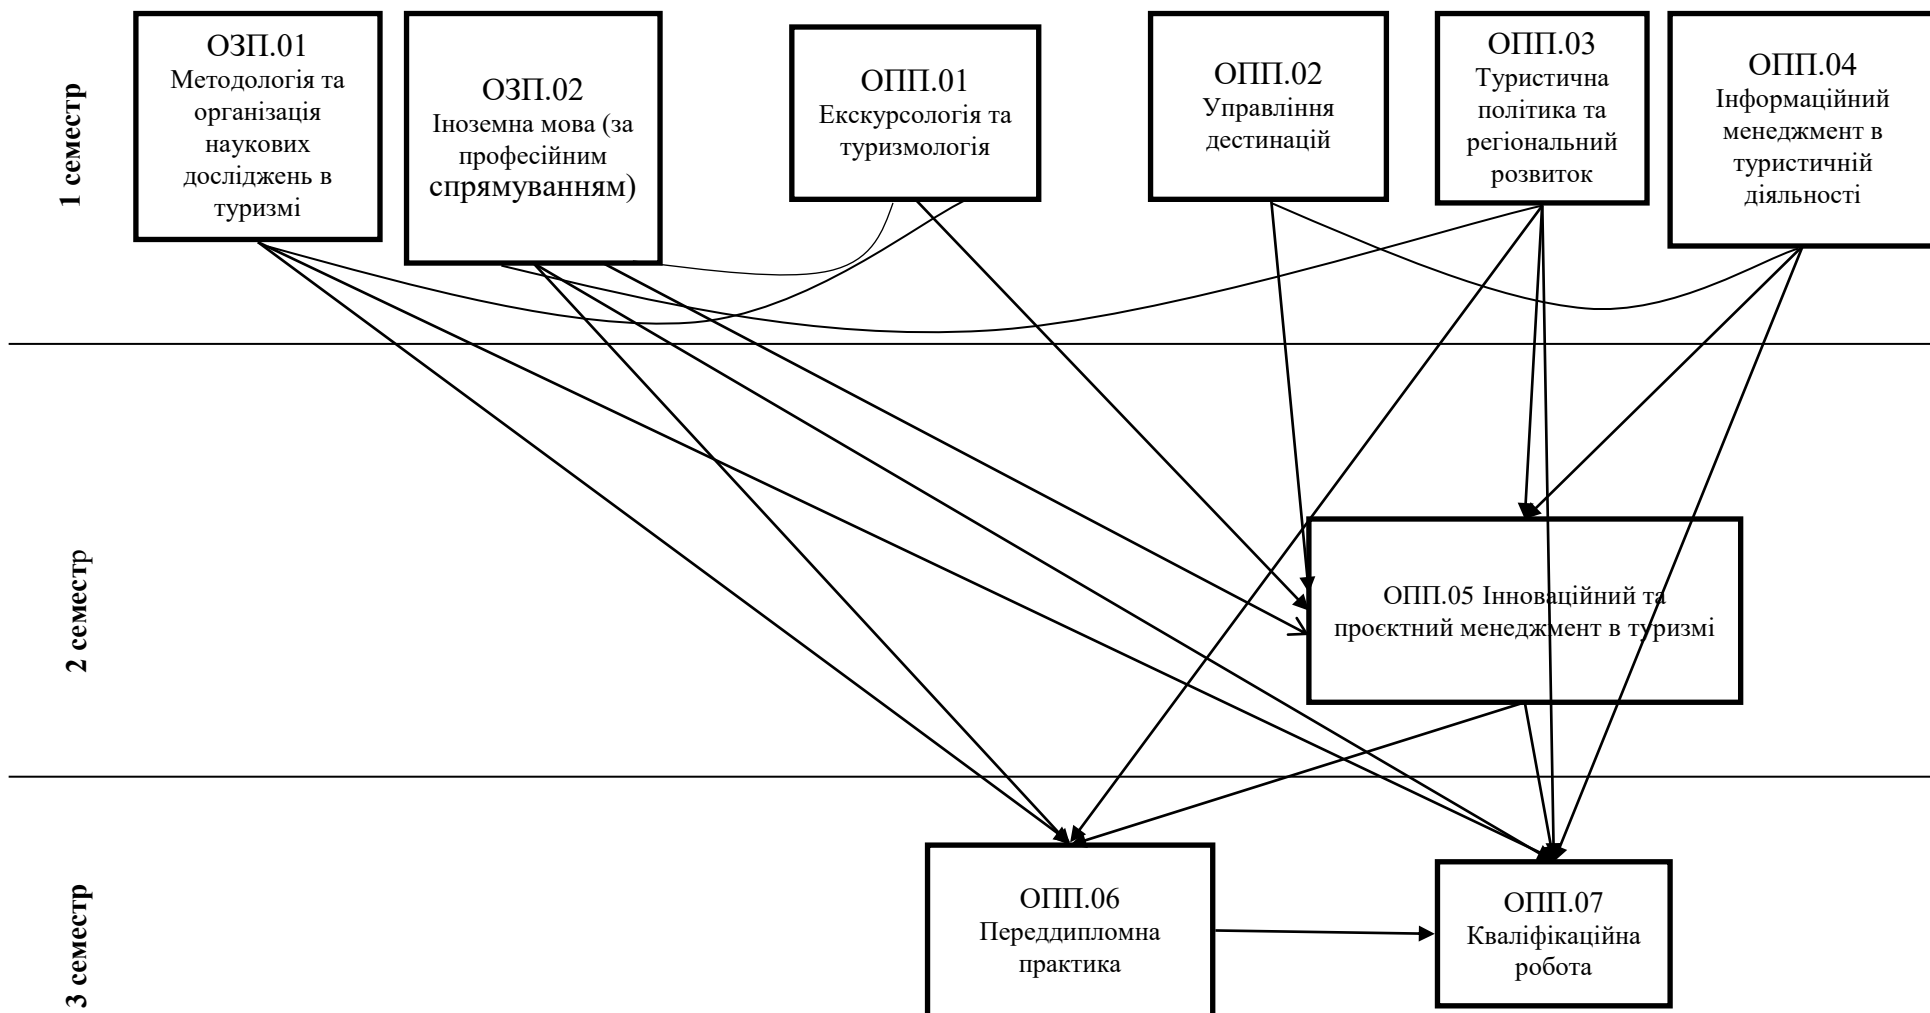 1 семестр
ОЗП.01
Методологія та
організація
наукових
досліджень в
туризмі
ОЗП.02
Іноземна мова (за
професійним
спрямуванням)
ОПП.01
Екскурсологія та
туризмологія
ОПП.02
Управління
дестинацій
ОПП.03
Туристична
політика та
регіональний
розвиток
ОПП.04
Інформаційний
менеджмент в
туристичній
діяльності
2 семестр
ОПП.05 Інноваційний та
проєктний менеджмент в туризмі
3 семестр
ОПП.06
Переддипломна
практика
ОПП.07
Кваліфікаційна
робота